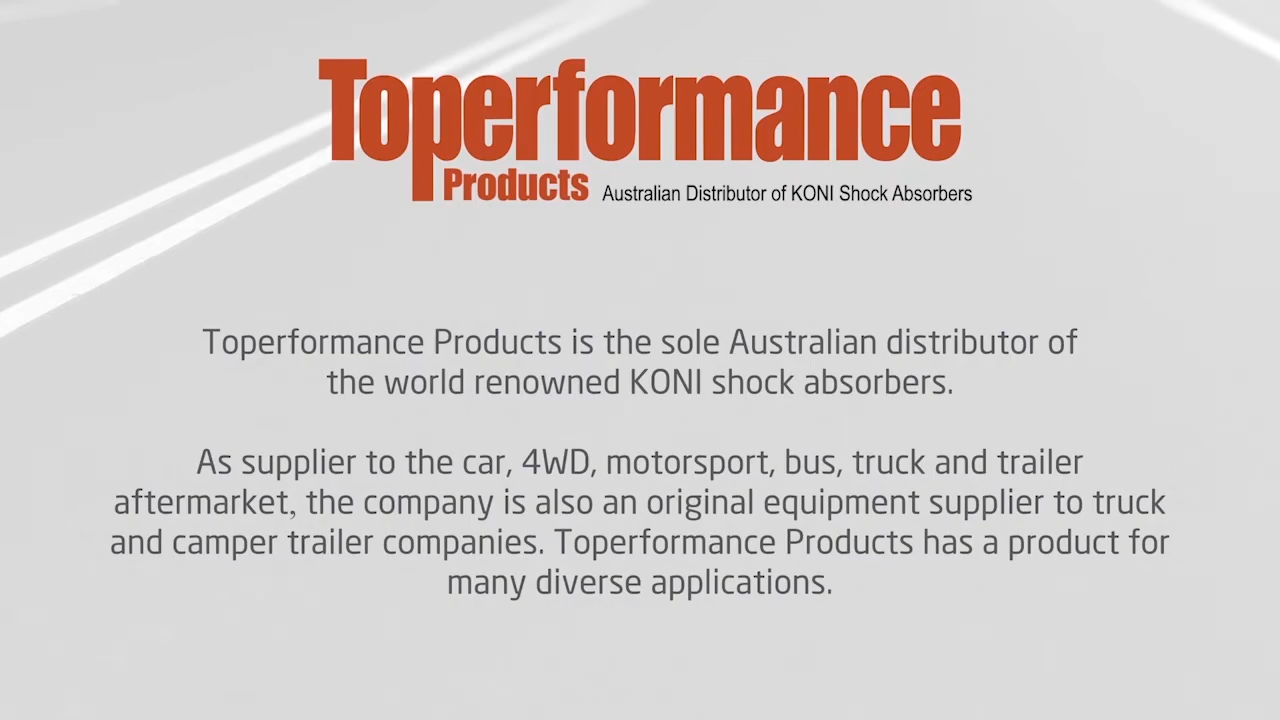 Toperformance
Products Australian Distributor of KONI Shock Absorbers
Toperformance Products is the sole Australian distributor of
the world renowned KONI shock absorbers.
As supplier to the car, 4WD, motorsport, bus, truck and trailer
aftermarket, the company is also an original equipment supplier to truck
and camper trailer companies. Toperformance Products has a product for
many diverse applications.